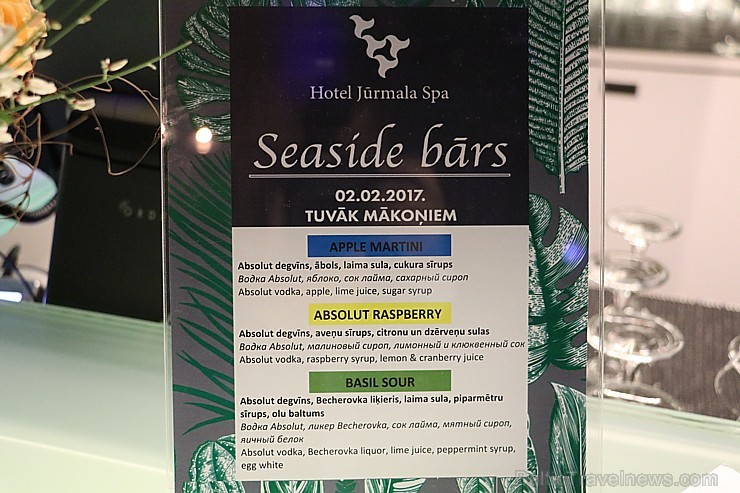 Hotel Jūrmala Spa
Seaside bārs
02.02.2017.
TUVĀK MĀKOŅIEM
APPLE MARTINI
Absolut degvīns, ābols, laima sula, cukura sīrups
Водка Absolut, яблоко, сок лайма, сахарный сироп
Absolut vodka, apple, lime juice, sugar syrup
ABSOLUT RASPBERRY
Absolut degvīns, aveņu sīrups, citronu un dzērveņu sulas
Водка Absolut, малиновый сироп, лимонный и клюквенный сок
Absolut vodka, raspberry syrup, lemon & cranberry juice
BASIL SOUR
Absolut degvīns, Becherovka liķieris, laima sula, piparmētru
sīrups, olu baltums
Водка Absolut, ликер Becherovka, сок лайма, мятный сироп,
яичный белок
Absolut vodka, Becherovka liquor, lime juice, peppermint syrup,
egg white